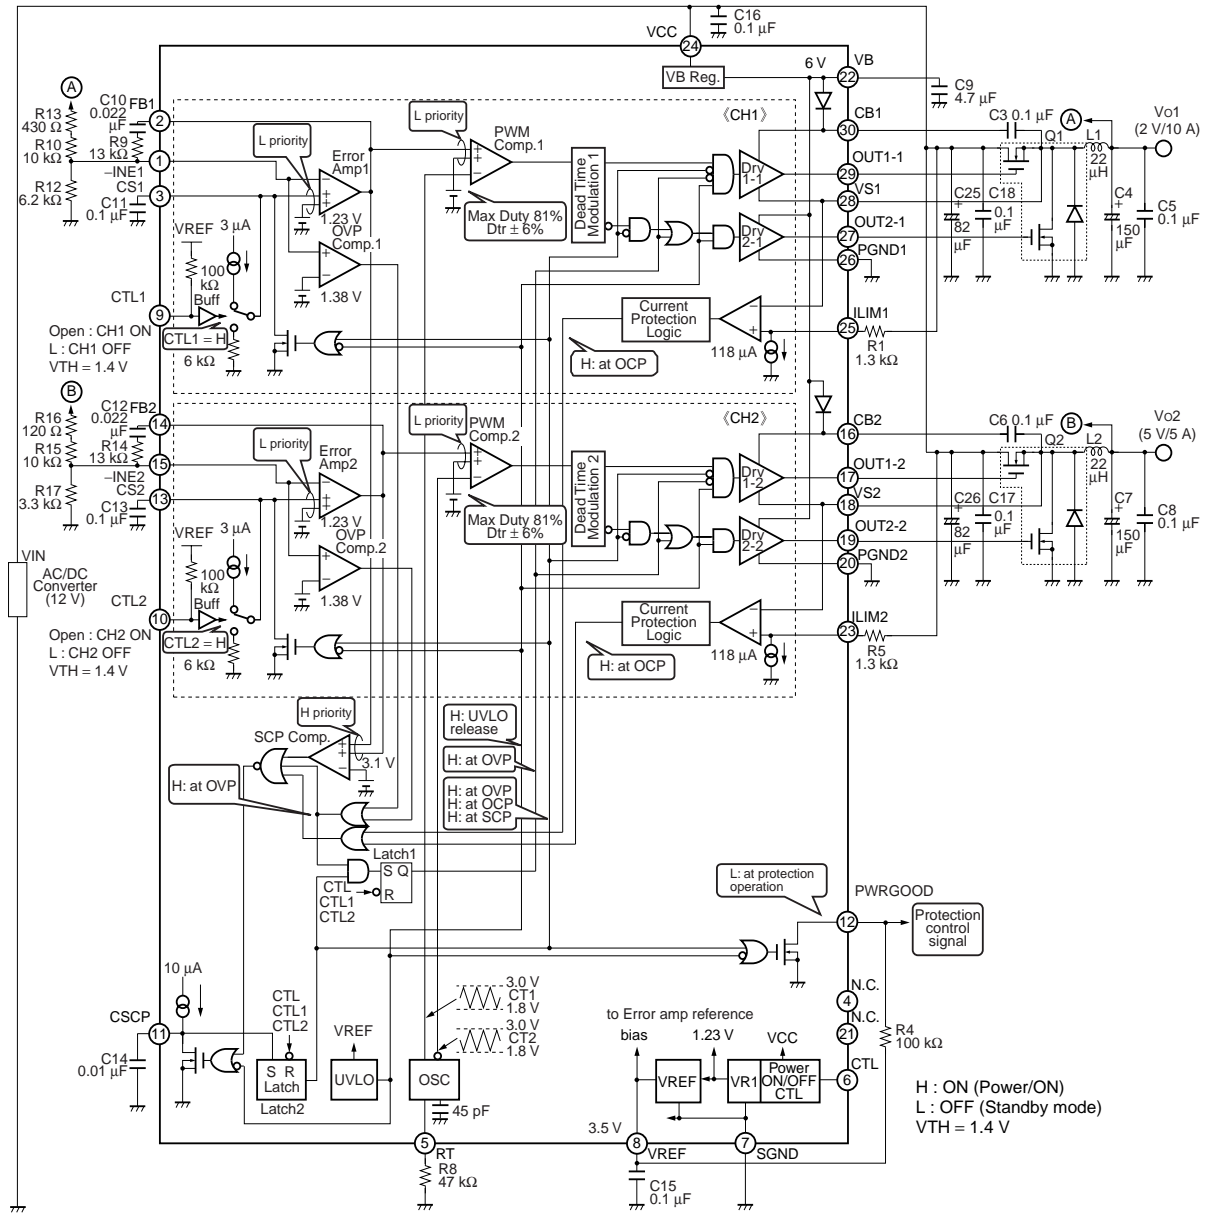 C16
0.1 µF
VCC
24
VB Reg.
6 V
VB
22
C9
4.7 µF
A
R13
430 Ω
R10
10 kΩ
R12
6.2 kΩ
C10
0.022
µF
R9
13 kΩ
FB1
2
1
−INE1
CS1
3
C11
0.1 µF
L priority
Error
Amp1
1.23 V
OVP
Comp.1
1.38 V
VREF
3 µA
100
kΩ
Buff
CTL1
9
CTL1 = H
6 kΩ
Open : CH1 ON
L : CH1 OFF
VTH = 1.4 V
L priority
PWM
Comp.1
Max Duty 81%
Dtr ± 6%
Dead Time
Modulation 1
《CH1》
Drv
1-1
Drv
2-1
Current
Protection
Logic
H: at OCP
118 µA
CB1
30
OUT1-1
29
VS1
28
OUT2-1
27
PGND1
26
ILIM1
25
R1
1.3 kΩ
C3 0.1 µF
A
Q1
L1
22
µH
VO1
(2 V/10 A)
C25
+
82
µF
C18
0.1
µF
C4
+
150
µF
C5
0.1 µF
B
R16
120 Ω
R15
10 kΩ
R17
3.3 kΩ
C12
0.022
µF
R14
13 kΩ
FB2
14
15
−INE2
CS2
13
C13
0.1 µF
L priority
Error
Amp2
1.23 V
OVP
Comp.2
1.38 V
VREF
3 µA
100
kΩ
Buff
CTL2
10
CTL2 = H
6 kΩ
Open : CH2 ON
L : CH2 OFF
VTH = 1.4 V
VIN
AC/DC
Converter
(12 V)
L priority
PWM
Comp.2
Max Duty 81%
Dtr ± 6%
Dead Time
Modulation 2
《CH2》
Drv
1-2
Drv
2-2
Current
Protection
Logic
H: at OCP
118 µA
CB2
16
OUT1-2
17
VS2
18
OUT2-2
19
PGND2
20
ILIM2
23
R5
1.3 kΩ
C6 0.1 µF
B
Q2
L2
22
µH
VO2
(5 V/5 A)
C26
+
82
µF
C17
0.1
µF
C7
+
150
µF
C8
0.1 µF
H priority
SCP Comp.
3.1 V
H: at OVP
H: UVLO
release
H: at OVP
H: at OVP
H: at OCP
H: at SCP
Latch1
S Q
R
CTL
CTL1
CTL2
L: at protection
operation
PWRGOOD
12
Protection
control
signal
N.C.
4
N.C.
21
R4
100 kΩ
CTL
6
H : ON (Power/ON)
L : OFF (Standby mode)
VTH = 1.4 V
10 µA
CSCP
11
C14
0.01 µF
CTL
CTL1
CTL2
S R
Latch
Latch2
VREF
UVLO
3.0 V
CT1
1.8 V
3.0 V
CT2
1.8 V
OSC
45 pF
5
RT
R8
47 kΩ
to Error amp reference
bias
1.23 V
VCC
VREF
VR1
Power
ON/OFF
CTL
3.5 V
8
VREF
7
SGND
C15
0.1 µF